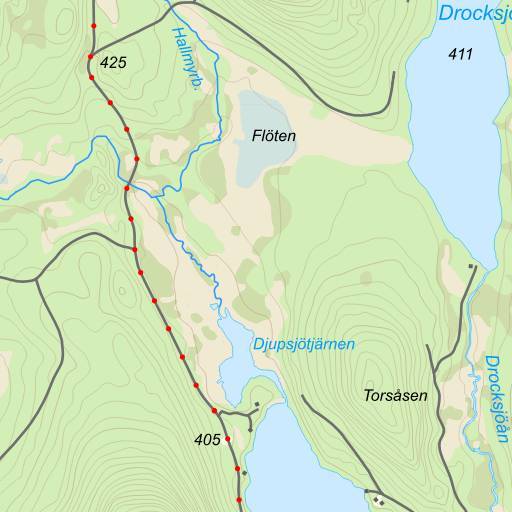 Drocksjö
411
Hallmyrb.
425
Flöten
Djupsjötjärnen
Drocksjöån
Torsåsen
405